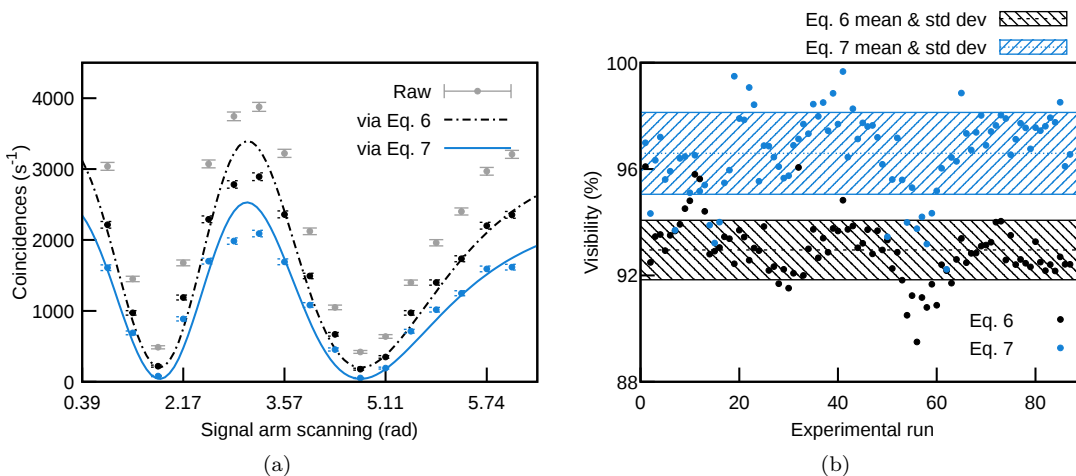 Eq. 6 mean & std dev
Eq. 7 mean & std dev
Raw
via Eq. 6
via Eq. 7
4000
3000
2000
1000
0
Coincidences (s⁻¹)
0.39 2.17 3.57 5.11 5.74
Signal arm scanning (rad)
(a)
100
96
92
88
Visibility (%)
Eq. 6
Eq. 7
0 20 40 60 80
Experimental run
(b)